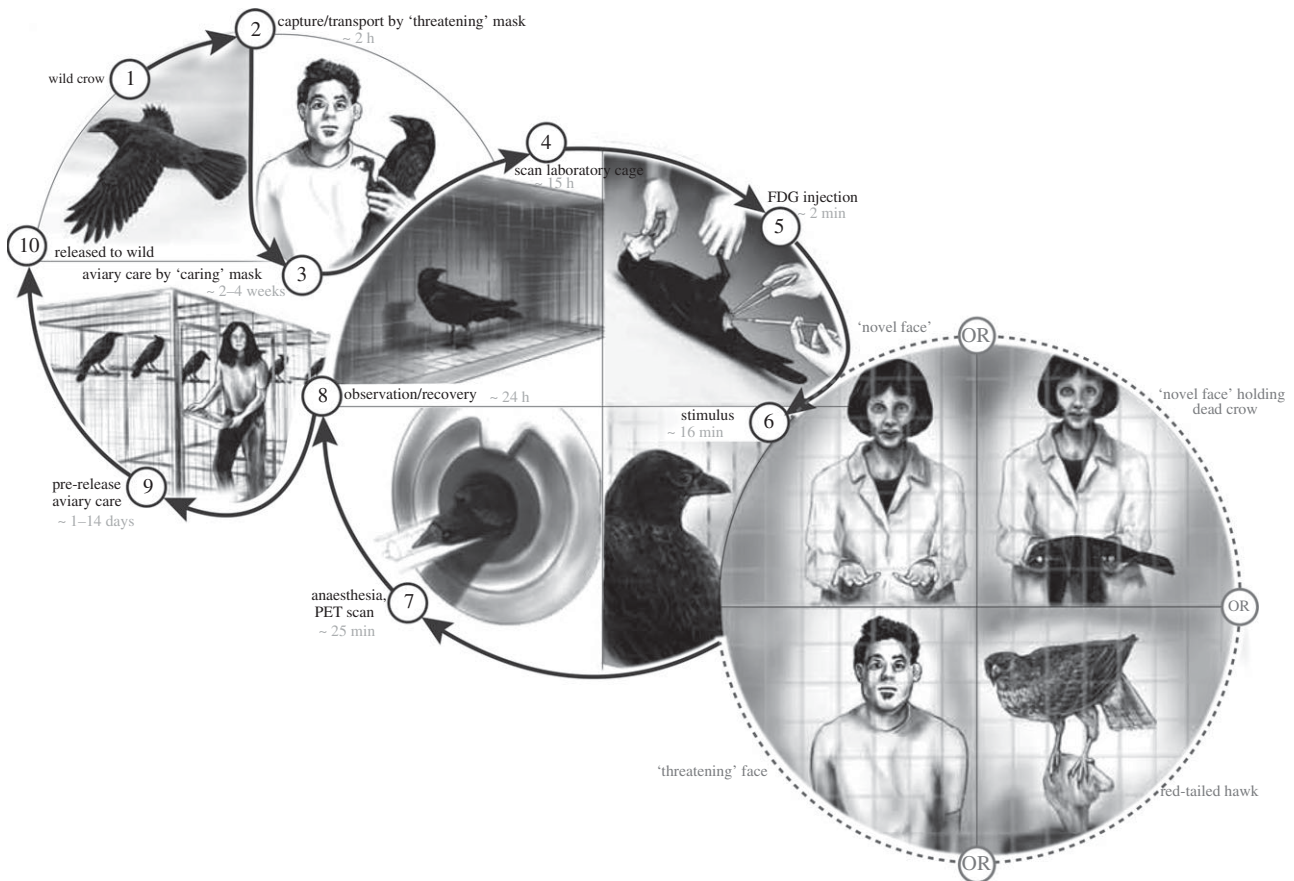 1
wild crow
2
capture/transport by ‘threatening’ mask
~ 2 h
3
aviary care by ‘caring’ mask
~ 2–4 weeks
4
scan laboratory cage
~ 15 h
5
FDG injection
~ 2 min
6
stimulus
~ 16 min
‘novel face’
OR
‘novel face’ holding
dead crow
OR
red-tailed hawk
OR
‘threatening’ face
7
anaesthesia,
PET scan
~ 25 min
8
observation/recovery
~ 24 h
9
pre-release
aviary care
~ 1–14 days
10
released to wild